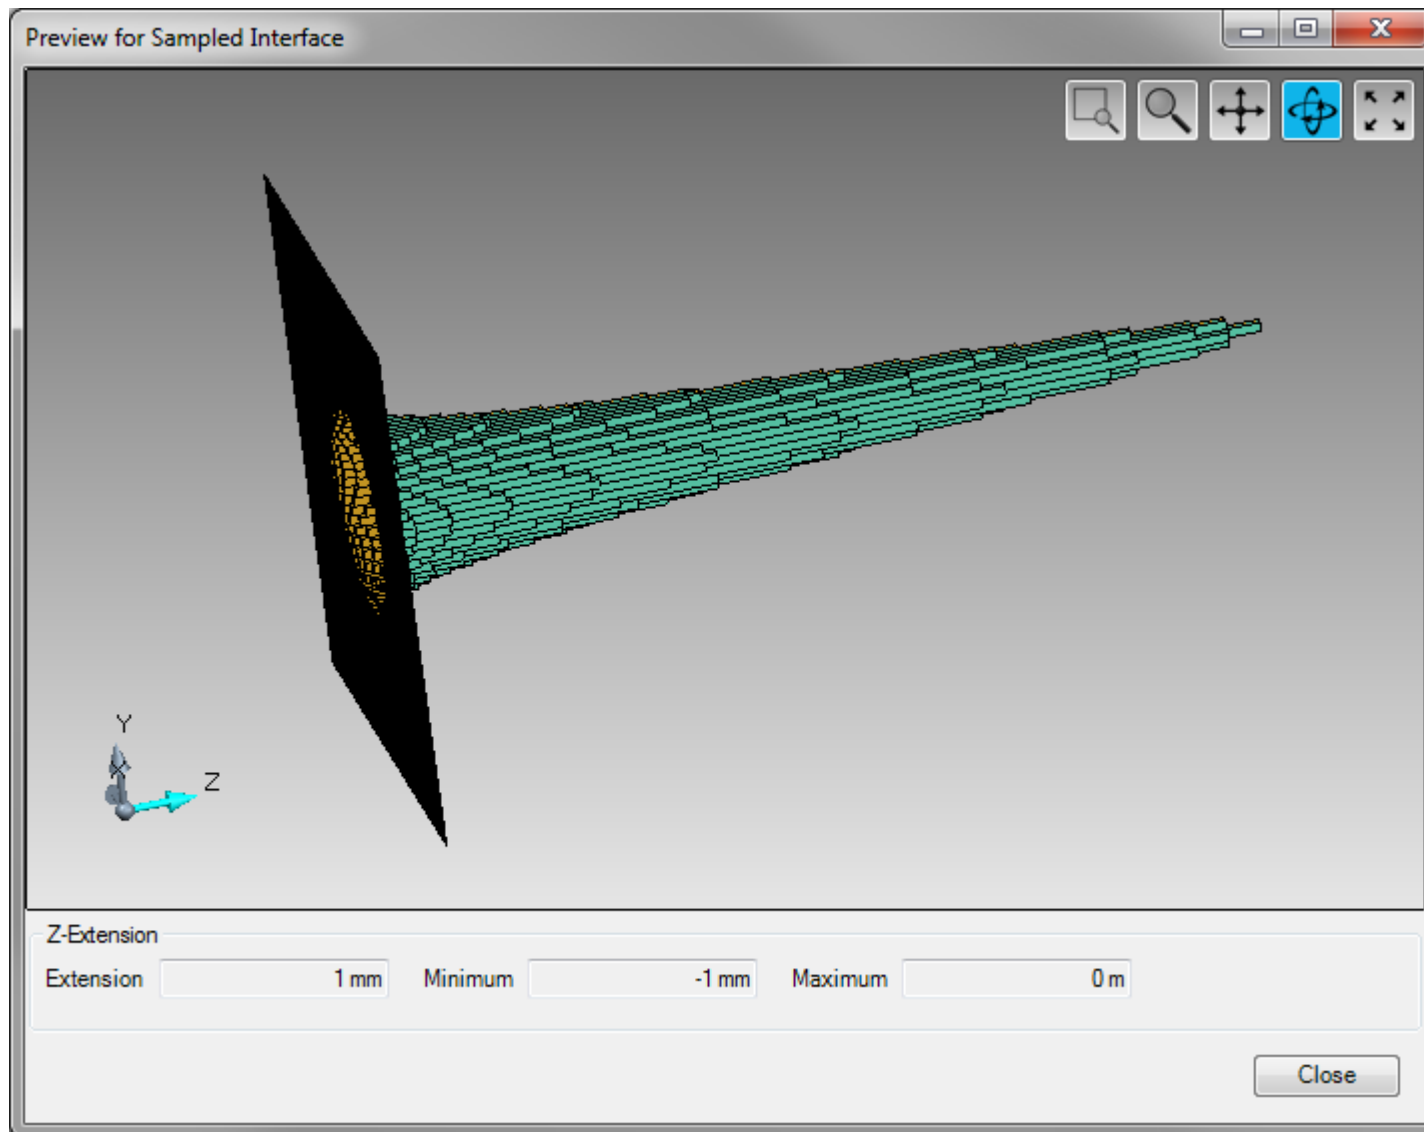 Preview for Sampled Interface
Y
X
Z
Z-Extension
Extension 1 mm Minimum -1 mm Maximum 0 m
Close